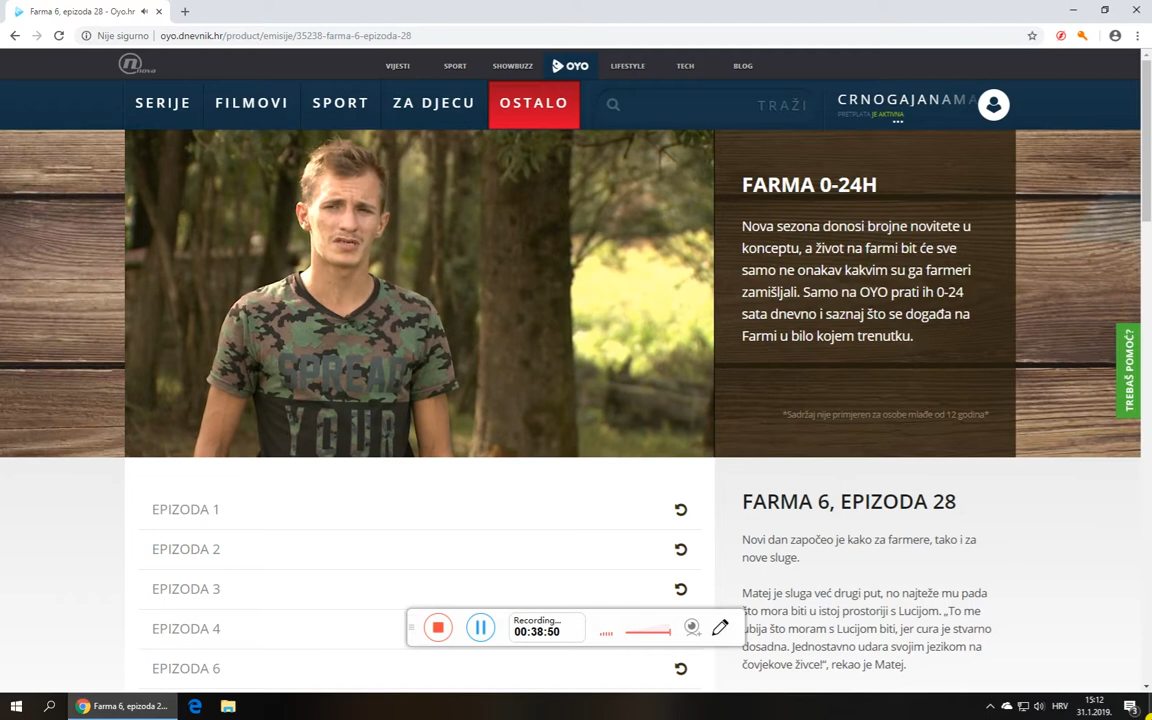 Farma 6, epizoda 28 - Oyo.hr
Nije sigurno
oyo.dnevnik.hr/product/emisije/35238-farma-6-epizoda-28
nova
VIJESTI
SPORT
SHOWBUZZ
OYO
LIFESTYLE
TECH
BLOG
SERIJE
FILMOVI
SPORT
ZA DJECU
OSTALO
TRAŽI
CRNOGAJANAMA
PRETPLATA JE AKTIVNA
SPREAD
YOUR
FARMA 0-24H
Nova sezona donosi brojne novitete u
konceptu, a život na farmi bit će sve
samo ne onakav kakvim su ga farmeri
zamišljali. Samo na OYO prati ih 0-24
sata dnevno i saznaj što se događa na
Farmi u bilo kojem trenutku.
*Sadržaj nije primjeren za osobe mlađe od 12 godina*
TREBAŠ POMOĆ?
EPIZODA 1
EPIZODA 2
EPIZODA 3
EPIZODA 4
EPIZODA 6
FARMA 6, EPIZODA 28
Novi dan započeo je kako za farmere, tako i za
nove sluge.
Matej je sluga već drugi put, no najteže mu pada
što mora biti u istoj prostoriji s Lucijom. „To me
ubija što moram s Lucijom biti, jer cura je stvarno
dosadna. Jednostavno udara svojim jezikom na
čovjekove živce!“, rekao je Matej.
Recording...
00:38:50
Farma 6, epizoda 2...
HRV
15:12
31.1.2019.
3